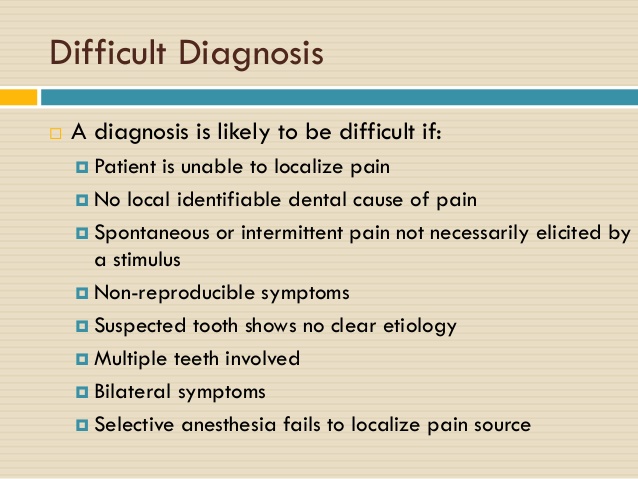 Difficult Diagnosis
A diagnosis is likely to be difficult if:
Patient is unable to localize pain
No local identifiable dental cause of pain
Spontaneous or intermittent pain not necessarily elicited by
a stimulus
Non-reproducible symptoms
Suspected tooth shows no clear etiology
Multiple teeth involved
Bilateral symptoms
Selective anesthesia fails to localize pain source